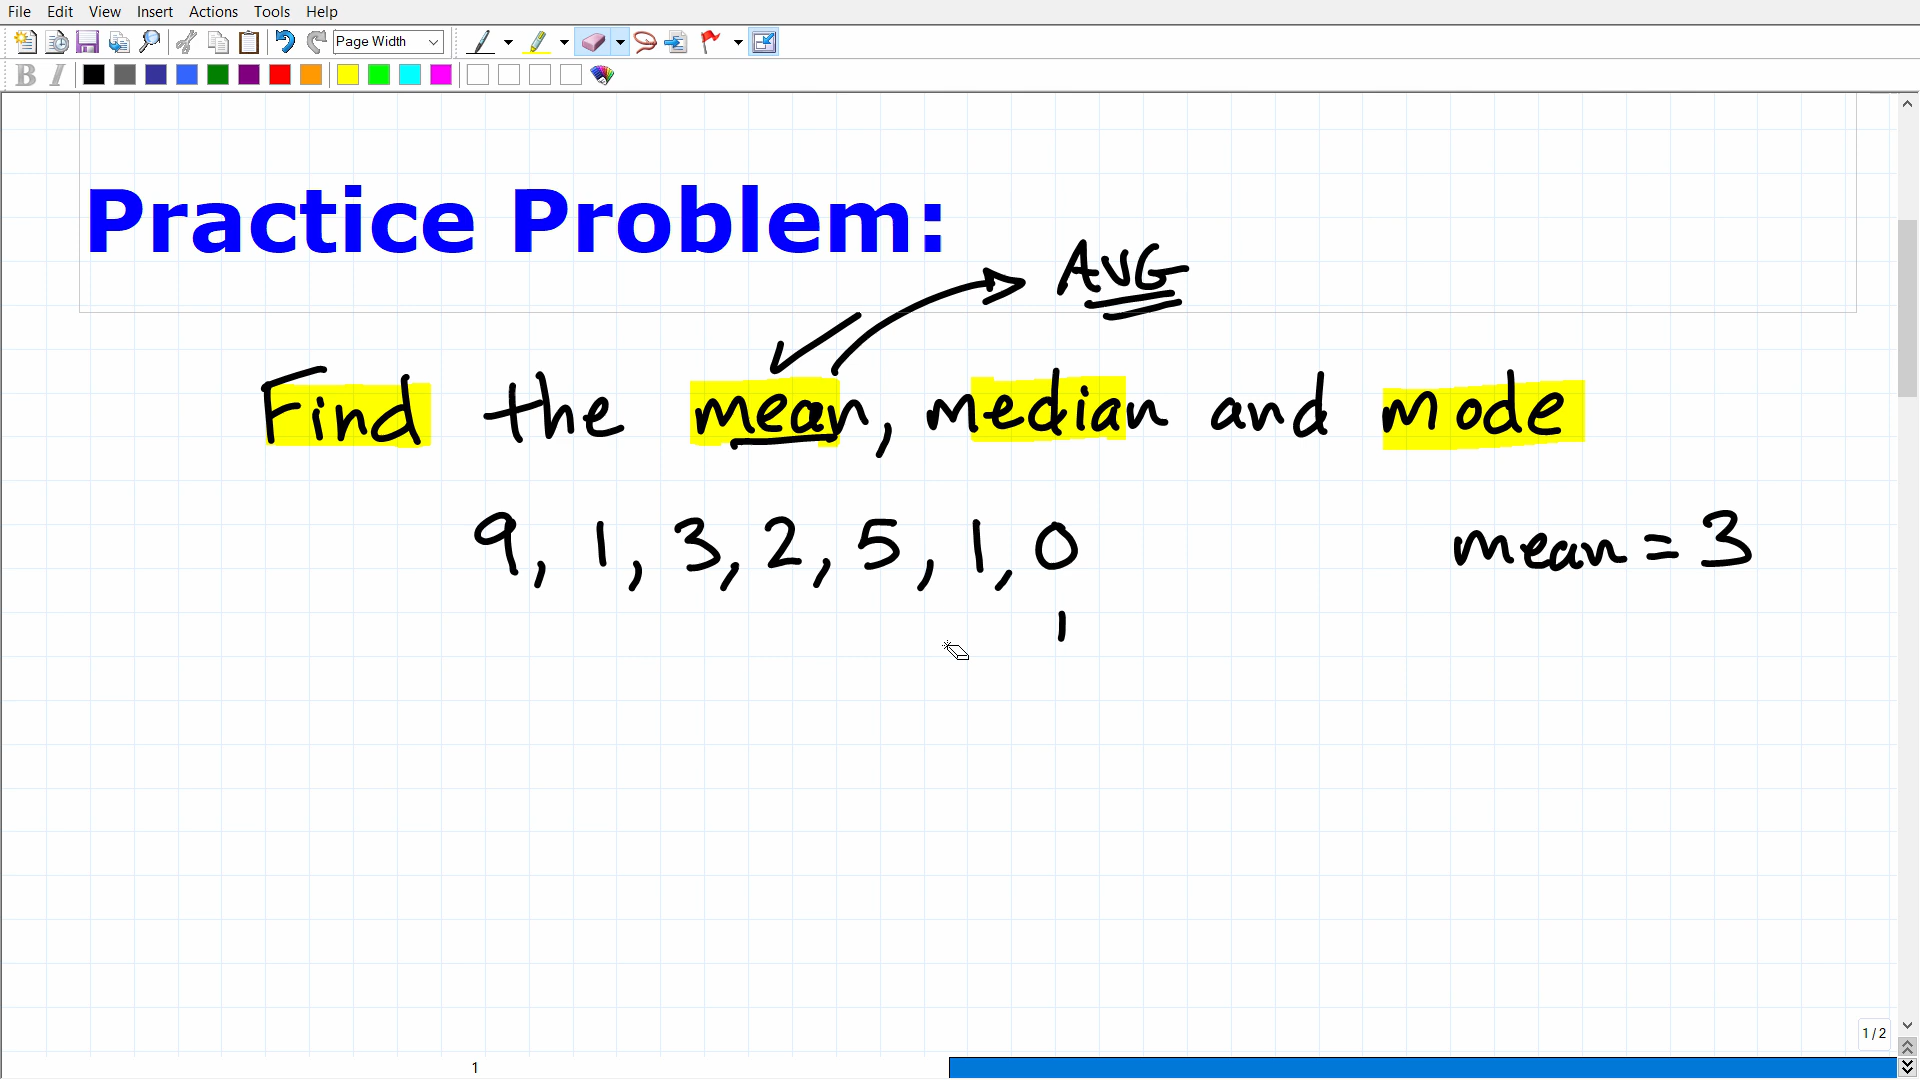 File Edit View Insert Actions Tools Help
Page Width
B I
Practice Problem:
AVG
Find the mean, median and mode
9, 1, 3, 2, 5, 1, 0
mean = 3
1
1 / 2
1